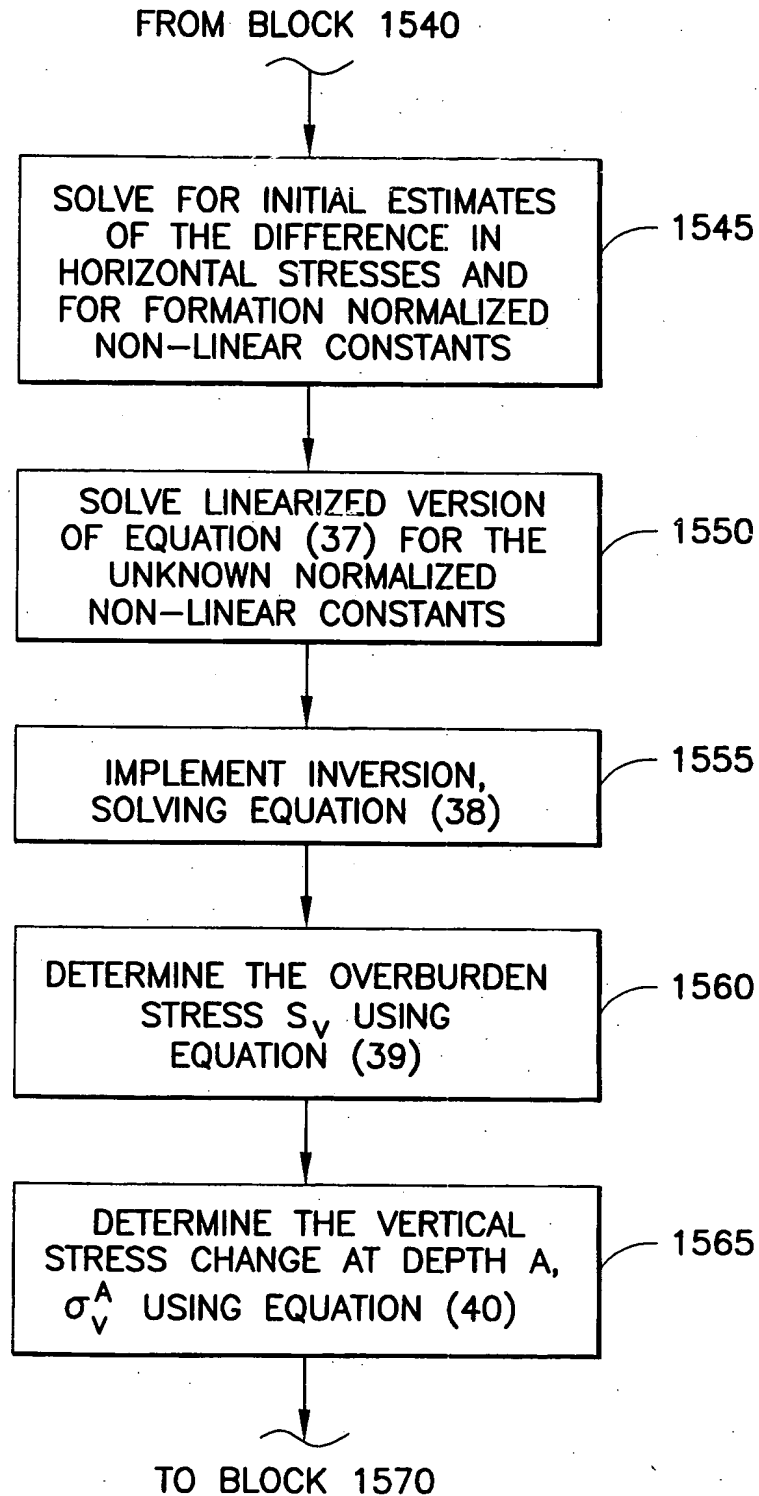 FROM BLOCK 1540
SOLVE FOR INITIAL ESTIMATES
OF THE DIFFERENCE IN
HORIZONTAL STRESSES AND
FOR FORMATION NORMALIZED
NON-LINEAR CONSTANTS
1545
SOLVE LINEARIZED VERSION
OF EQUATION (37) FOR THE
UNKNOWN NORMALIZED
NON-LINEAR CONSTANTS
1550
IMPLEMENT INVERSION,
SOLVING EQUATION (38)
1555
DETERMINE THE OVERBURDEN
STRESS S_V USING
EQUATION (39)
1560
DETERMINE THE VERTICAL
STRESS CHANGE AT DEPTH A,
σ_V^A USING EQUATION (40)
1565
TO BLOCK 1570